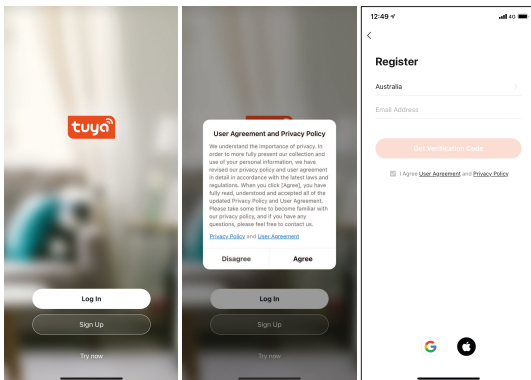 tuya
Log In
Sign Up
Try now
User Agreement and Privacy Policy
We understand the importance of privacy. In
order to more fully present our collection and
use of your personal information, we have
revised our privacy policy and user agreement
in detail in accordance with the latest laws and
regulations. When you click [Agree], you have
fully read, understood and accepted all of the
updated Privacy Policy and User Agreement.
Please take some time to become familiar with
our privacy policy, and if you have any
questions, please feel free to contact us.
Privacy Policy and User Agreement
Disagree
Agree
Log In
Sign Up
Try now
12:49
4G
Register
Australia
Email Address
Get Verification Code
I Agree User Agreement and Privacy Policy
G